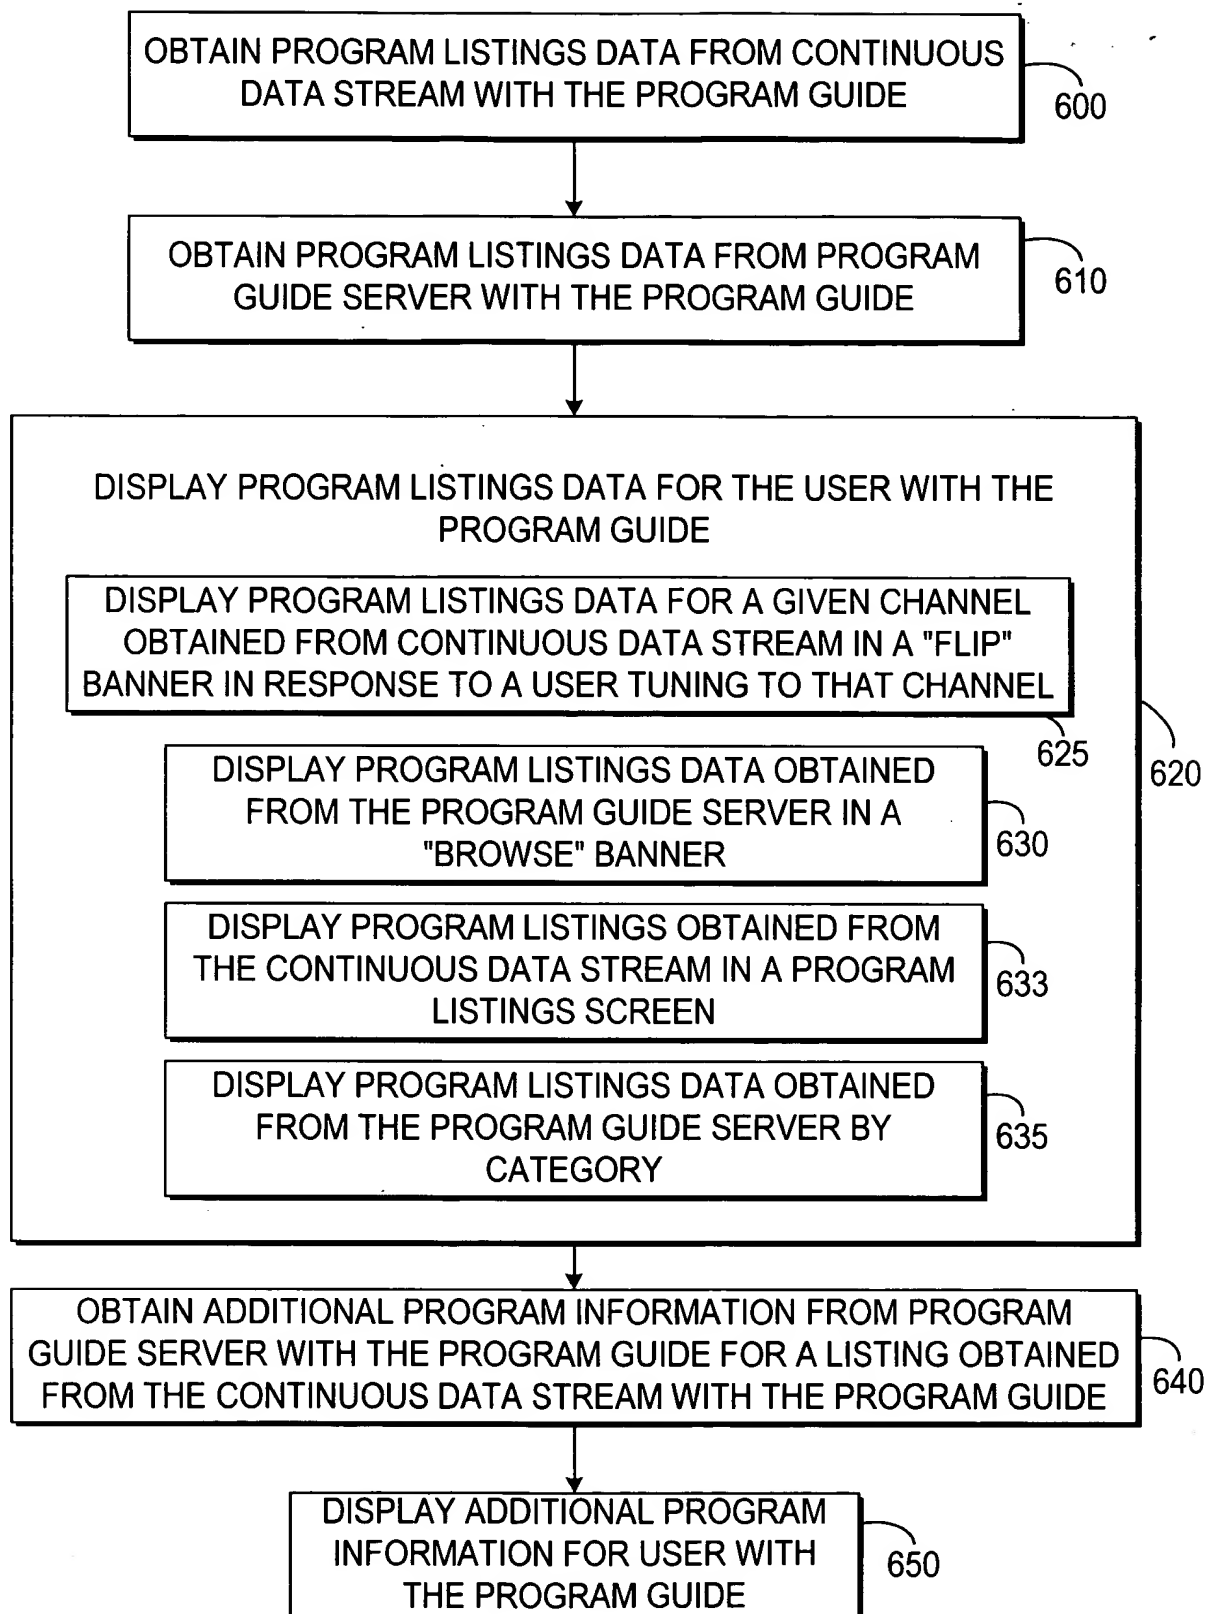 OBTAIN PROGRAM LISTINGS DATA FROM CONTINUOUS
DATA STREAM WITH THE PROGRAM GUIDE
600
OBTAIN PROGRAM LISTINGS DATA FROM PROGRAM
GUIDE SERVER WITH THE PROGRAM GUIDE
610
DISPLAY PROGRAM LISTINGS DATA FOR THE USER WITH THE
PROGRAM GUIDE
DISPLAY PROGRAM LISTINGS DATA FOR A GIVEN CHANNEL
OBTAINED FROM CONTINUOUS DATA STREAM IN A "FLIP"
BANNER IN RESPONSE TO A USER TUNING TO THAT CHANNEL
625
620
DISPLAY PROGRAM LISTINGS DATA OBTAINED
FROM THE PROGRAM GUIDE SERVER IN A
"BROWSE" BANNER
630
DISPLAY PROGRAM LISTINGS OBTAINED FROM
THE CONTINUOUS DATA STREAM IN A PROGRAM
LISTINGS SCREEN
633
DISPLAY PROGRAM LISTINGS DATA OBTAINED
FROM THE PROGRAM GUIDE SERVER BY
CATEGORY
635
OBTAIN ADDITIONAL PROGRAM INFORMATION FROM PROGRAM
GUIDE SERVER WITH THE PROGRAM GUIDE FOR A LISTING OBTAINED
FROM THE CONTINUOUS DATA STREAM WITH THE PROGRAM GUIDE
640
DISPLAY ADDITIONAL PROGRAM
INFORMATION FOR USER WITH
THE PROGRAM GUIDE
650